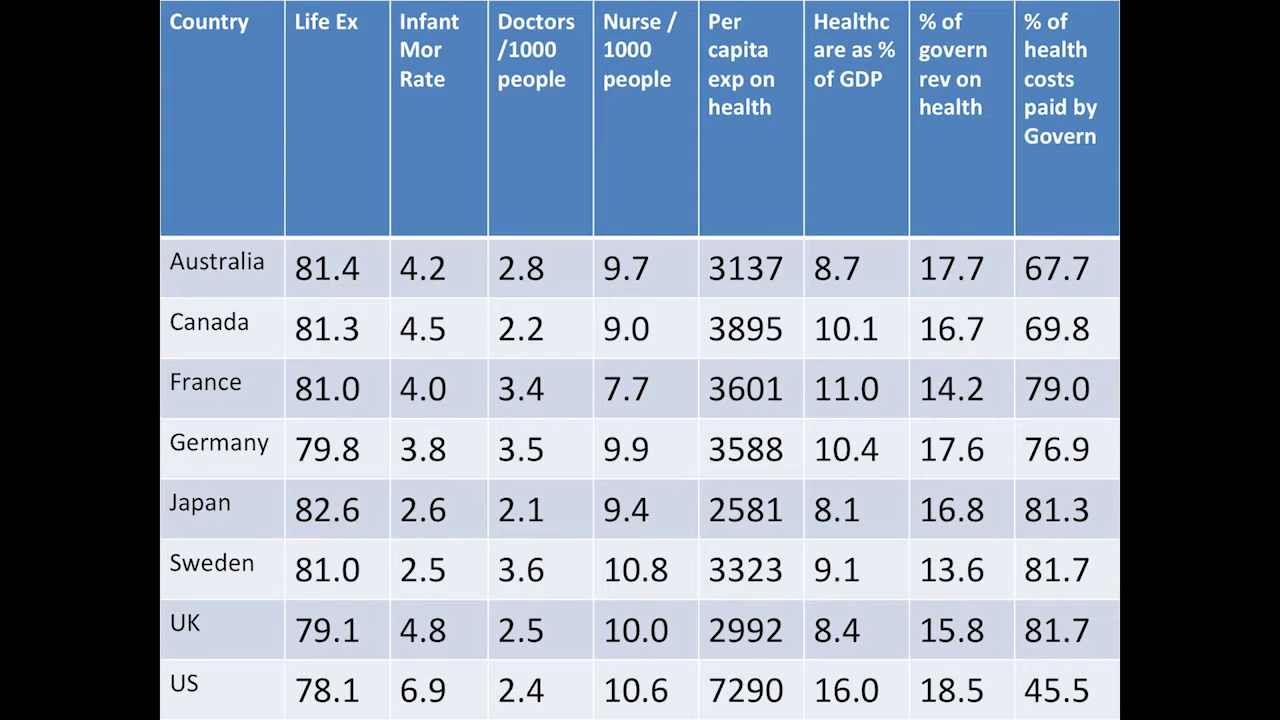 Country Life Ex Infant Mor Rate Doctors /1000 people Nurse / 1000 people Per capita exp on health Healthc are as % of GDP % of govern rev on health % of health costs paid by Govern
Australia 81.4 4.2 2.8 9.7 3137 8.7 17.7 67.7
Canada 81.3 4.5 2.2 9.0 3895 10.1 16.7 69.8
France 81.0 4.0 3.4 7.7 3601 11.0 14.2 79.0
Germany 79.8 3.8 3.5 9.9 3588 10.4 17.6 76.9
Japan 82.6 2.6 2.1 9.4 2581 8.1 16.8 81.3
Sweden 81.0 2.5 3.6 10.8 3323 9.1 13.6 81.7
UK 79.1 4.8 2.5 10.0 2992 8.4 15.8 81.7
US 78.1 6.9 2.4 10.6 7290 16.0 18.5 45.5